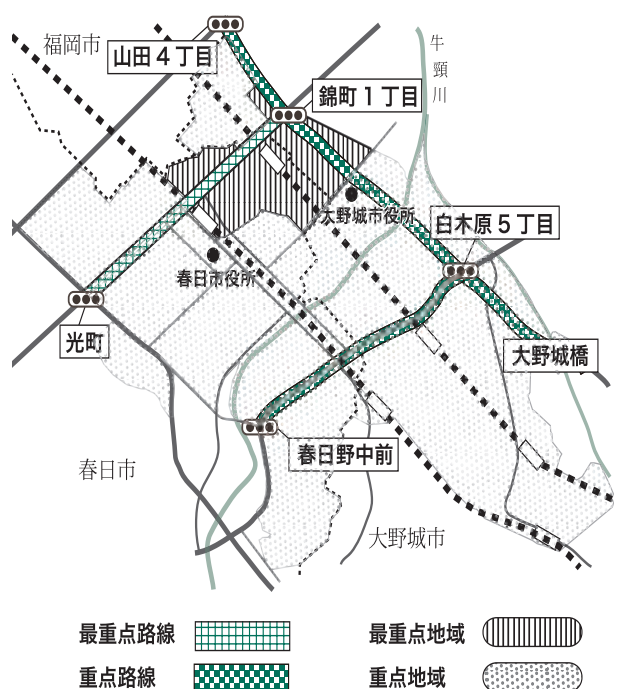 福岡市
山田４丁目
牛頸川
錦町１丁目
大野城市役所
白木原５丁目
春日市役所
光町
大野城橋
春日野中前
春日市
大野城市
最重点路線
最重点地域
重点路線
重点地域